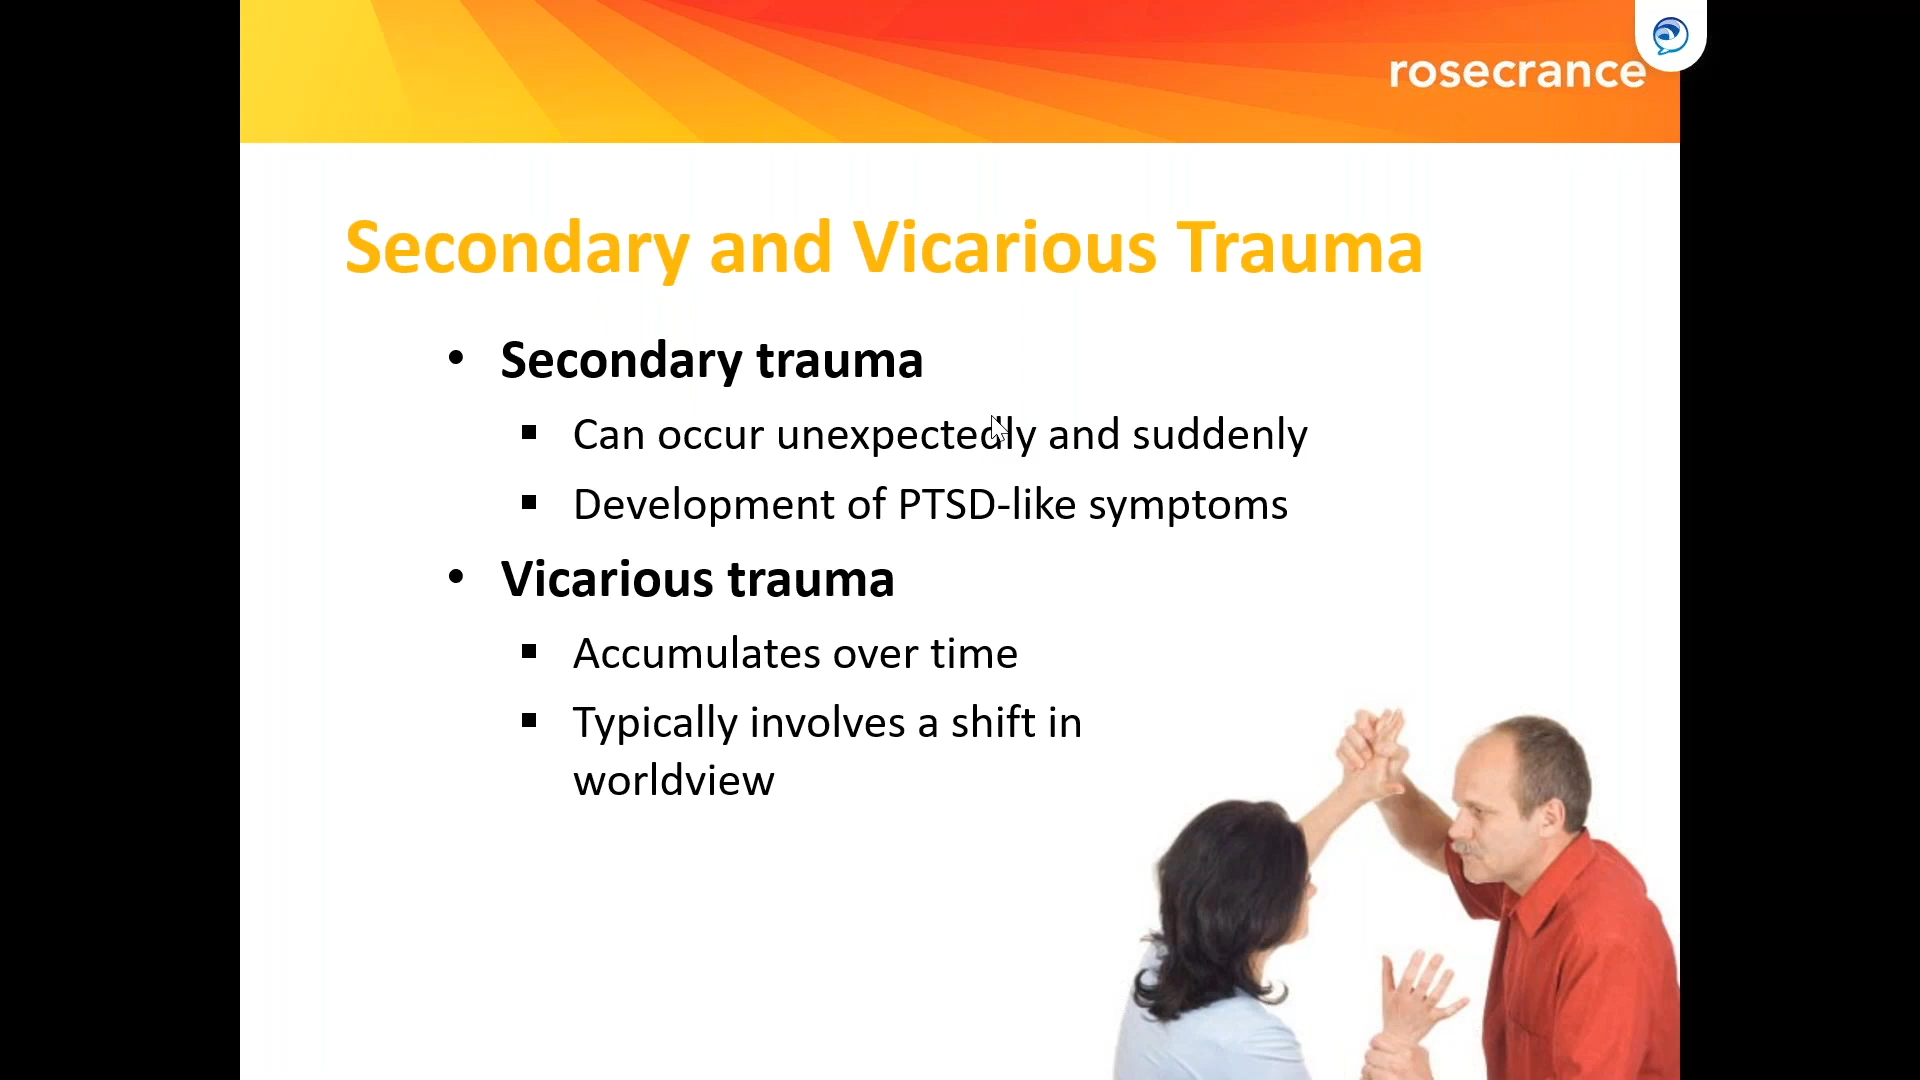 rosecrance
Secondary and Vicarious Trauma
• Secondary trauma
▪ Can occur unexpectedly and suddenly
▪ Development of PTSD-like symptoms
• Vicarious trauma
▪ Accumulates over time
▪ Typically involves a shift in
worldview